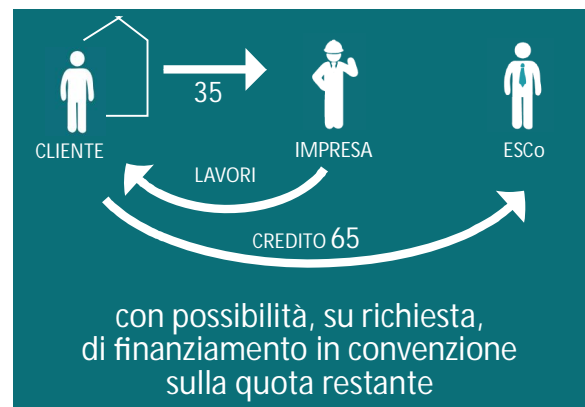 35
CLIENTE
IMPRESA
ESCo
LAVORI
CREDITO 65
con possibilità, su richiesta,
di finanziamento in convenzione
sulla quota restante